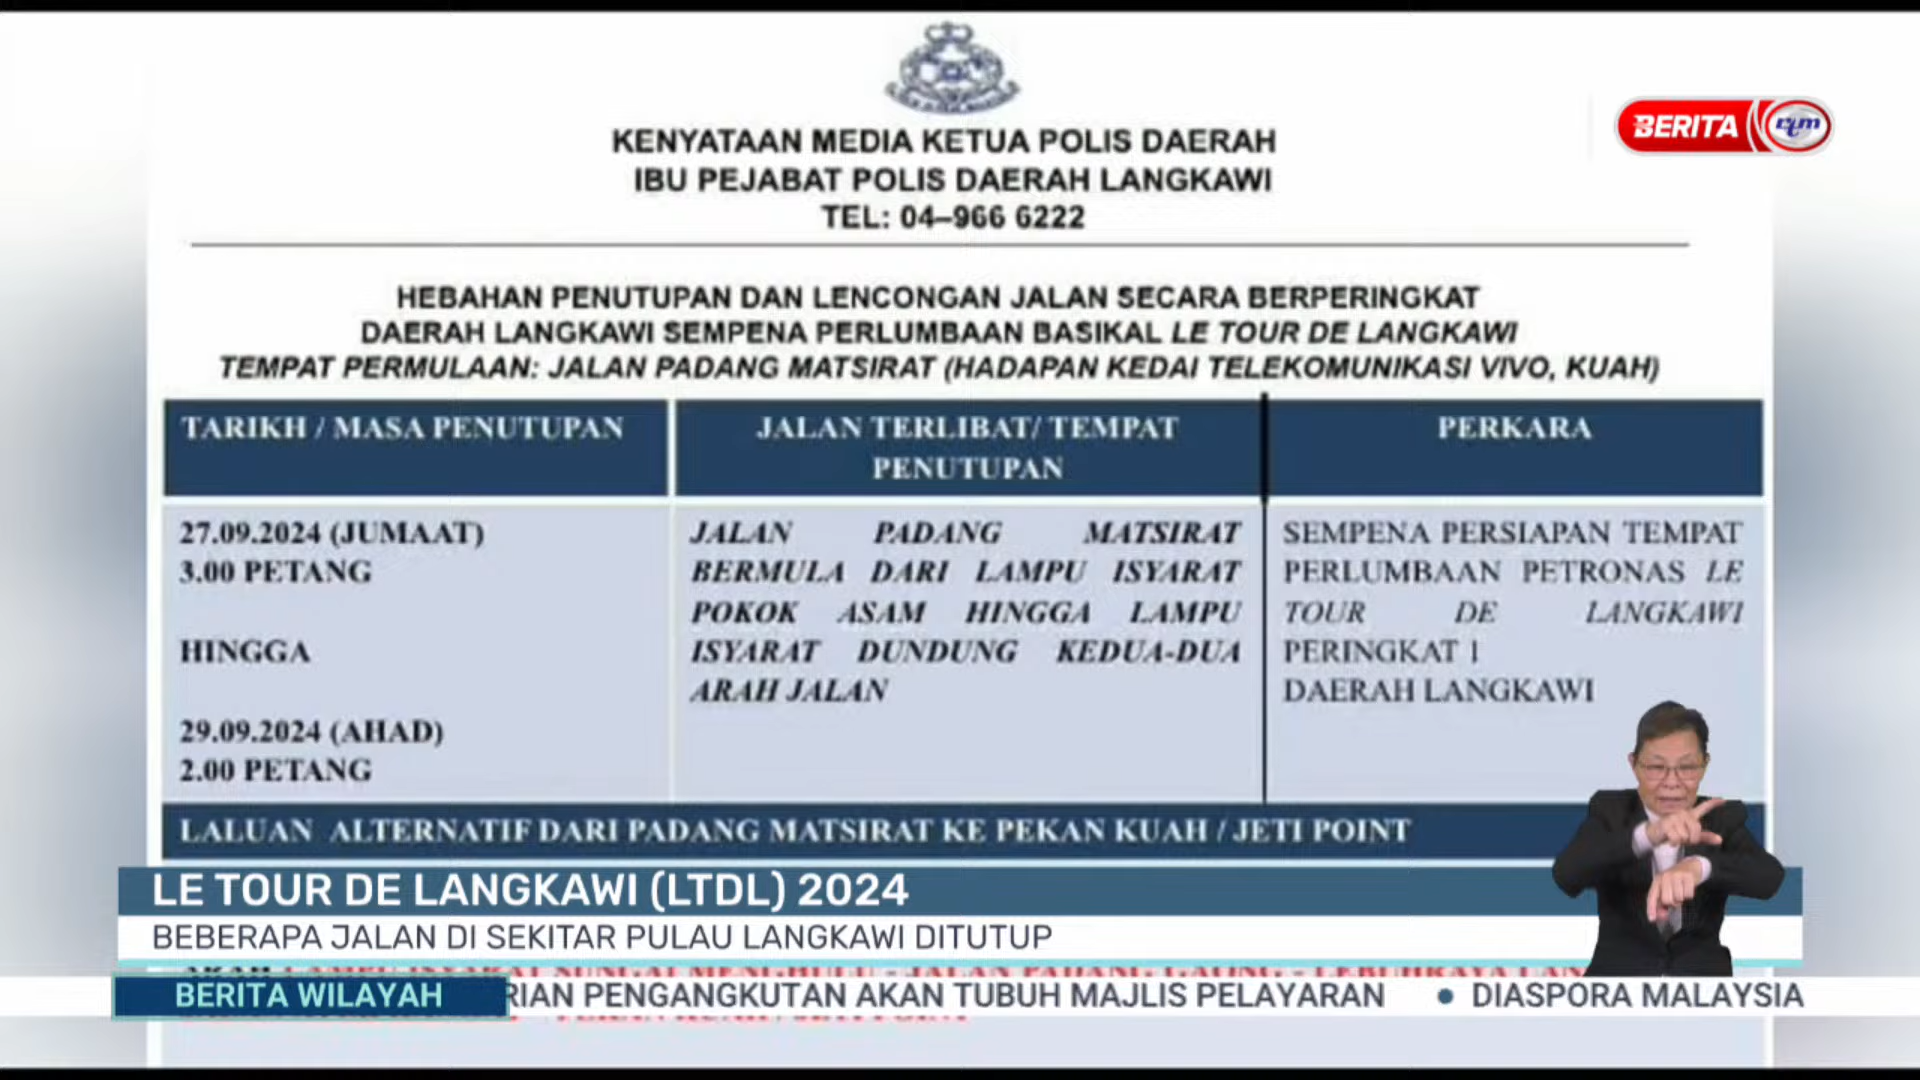 BERITA rtm
KENYATAAN MEDIA KETUA POLIS DAERAH
IBU PEJABAT POLIS DAERAH LANGKAWI
TEL: 04–966 6222
HEBAHAN PENUTUPAN DAN LENCONGAN JALAN SECARA BERPERINGKAT
DAERAH LANGKAWI SEMPENA PERLUMBAAN BASIKAL LE TOUR DE LANGKAWI
TEMPAT PERMULAAN: JALAN PADANG MATSIRAT (HADAPAN KEDAI TELEKOMUNIKASI VIVO, KUAH)
TARIKH / MASA PENUTUPAN
JALAN TERLIBAT/ TEMPAT
PENUTUPAN
PERKARA
27.09.2024 (JUMAAT)
3.00 PETANG
HINGGA
29.09.2024 (AHAD)
2.00 PETANG
JALAN PADANG MATSIRAT
BERMULA DARI LAMPU ISYARAT
POKOK ASAM HINGGA LAMPU
ISYARAT DUNDUNG KEDUA-DUA
ARAH JALAN
SEMPENA PERSIAPAN TEMPAT
PERLUMBAAN PETRONAS LE
TOUR DE LANGKAWI
PERINGKAT 1
DAERAH LANGKAWI
LALUAN ALTERNATIF DARI PADANG MATSIRAT KE PEKAN KUAH / JETI POINT
LE TOUR DE LANGKAWI (LTDL) 2024
BEBERAPA JALAN DI SEKITAR PULAU LANGKAWI DITUTUP
BERITA WILAYAH
RIAN PENGANGKUTAN AKAN TUBUH MAJLIS PELAYARAN • DIASPORA MALAYSIA